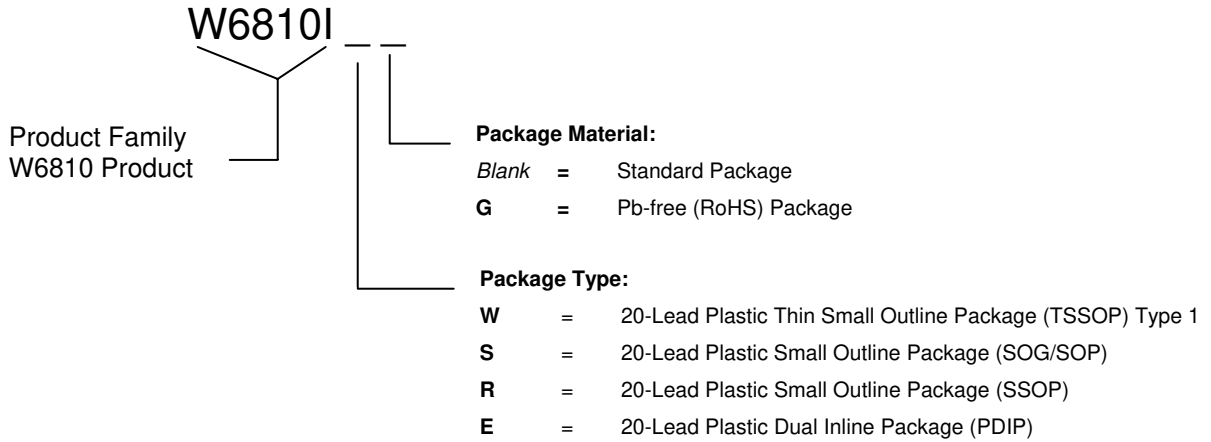 W6810I _ _
Product Family
W6810 Product
Package Material:
Blank = Standard Package
G = Pb-free (RoHS) Package
Package Type:
W = 20-Lead Plastic Thin Small Outline Package (TSSOP) Type 1
S = 20-Lead Plastic Small Outline Package (SOG/SOP)
R = 20-Lead Plastic Small Outline Package (SSOP)
E = 20-Lead Plastic Dual Inline Package (PDIP)